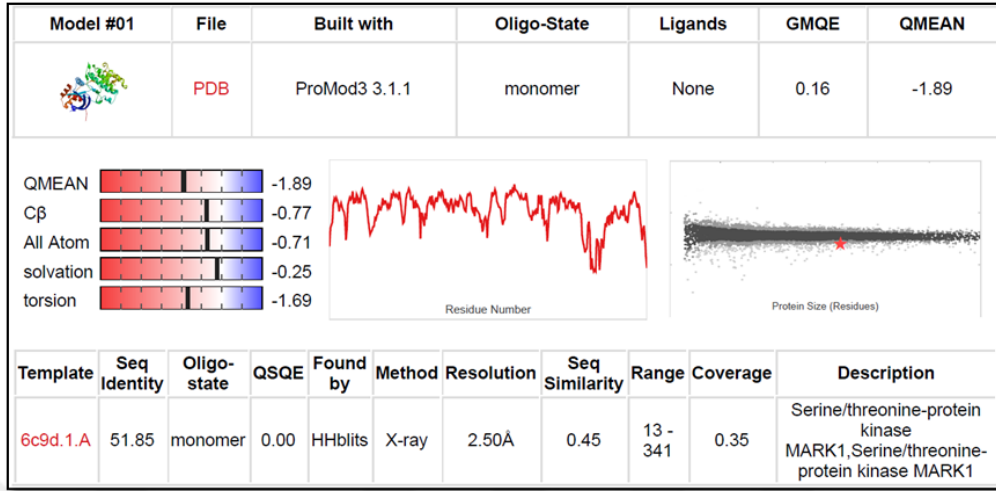 Model #01 File Built with Oligo-State Ligands GMQE QMEAN
PDB ProMod3 3.1.1 monomer None 0.16 -1.89
QMEAN -1.89
Cβ -0.77
All Atom -0.71
solvation -0.25
torsion -1.69
Residue Number
Protein Size (Residues)
Template Seq Identity Oligo-state QSQE Found by Method Resolution Seq Similarity Range Coverage Description
6c9d.1.A 51.85 monomer 0.00 HHblits X-ray 2.50Å 0.45 13 - 341 0.35 Serine/threonine-protein kinase MARK1,Serine/threonine-protein kinase MARK1